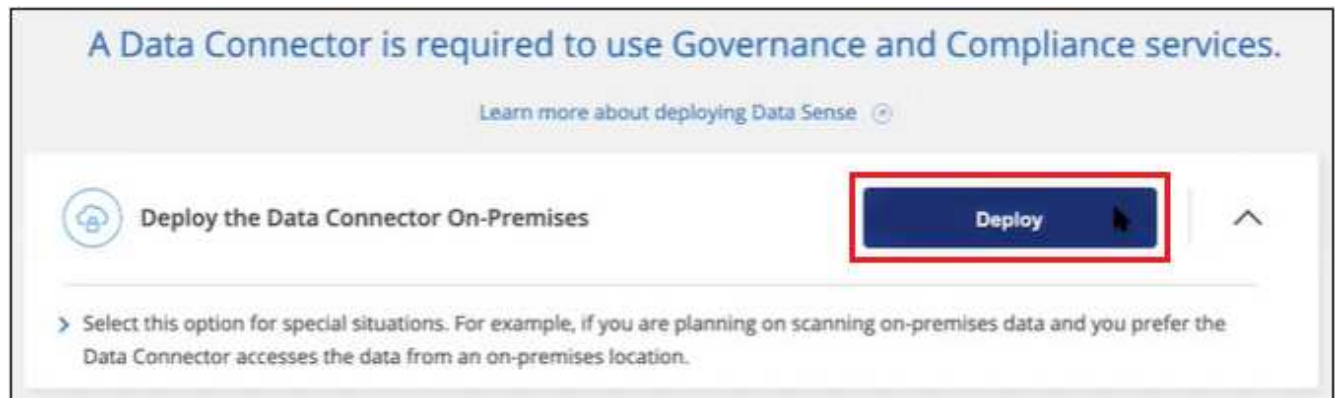 A Data Connector is required to use Governance and Compliance services.
Learn more about deploying Data Sense
Deploy the Data Connector On-Premises
Deploy
Select this option for special situations. For example, if you are planning on scanning on-premises data and you prefer the
Data Connector accesses the data from an on-premises location.